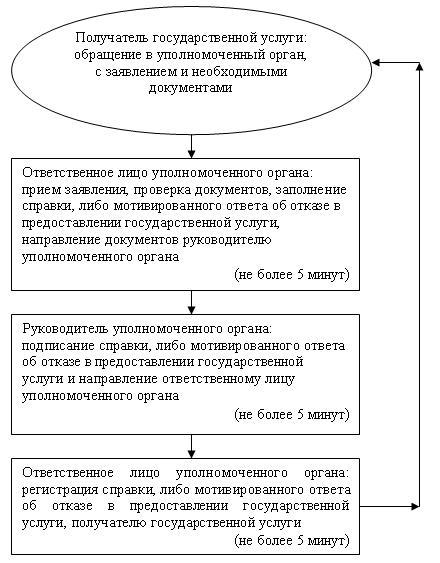 Получатель государственной услуги:
обращение в уполномоченный орган,
с заявлением и необходимыми
документами
Ответственное лицо уполномоченного органа:
прием заявления, проверка документов, заполнение
справки, либо мотивированного ответа об отказе в
предоставлении государственной услуги,
направление документов руководителю
уполномоченного органа
(не более 5 минут)
Руководитель уполномоченного органа:
подписание справки, либо мотивированного ответа
об отказе в предоставлении государственной
услуги и направление ответственному лицу
уполномоченного органа
(не более 5 минут)
Ответственное лицо уполномоченного органа:
регистрация справки, либо мотивированного ответа
об отказе в предоставлении государственной
услуги, получателю государственной услуги
(не более 5 минут)